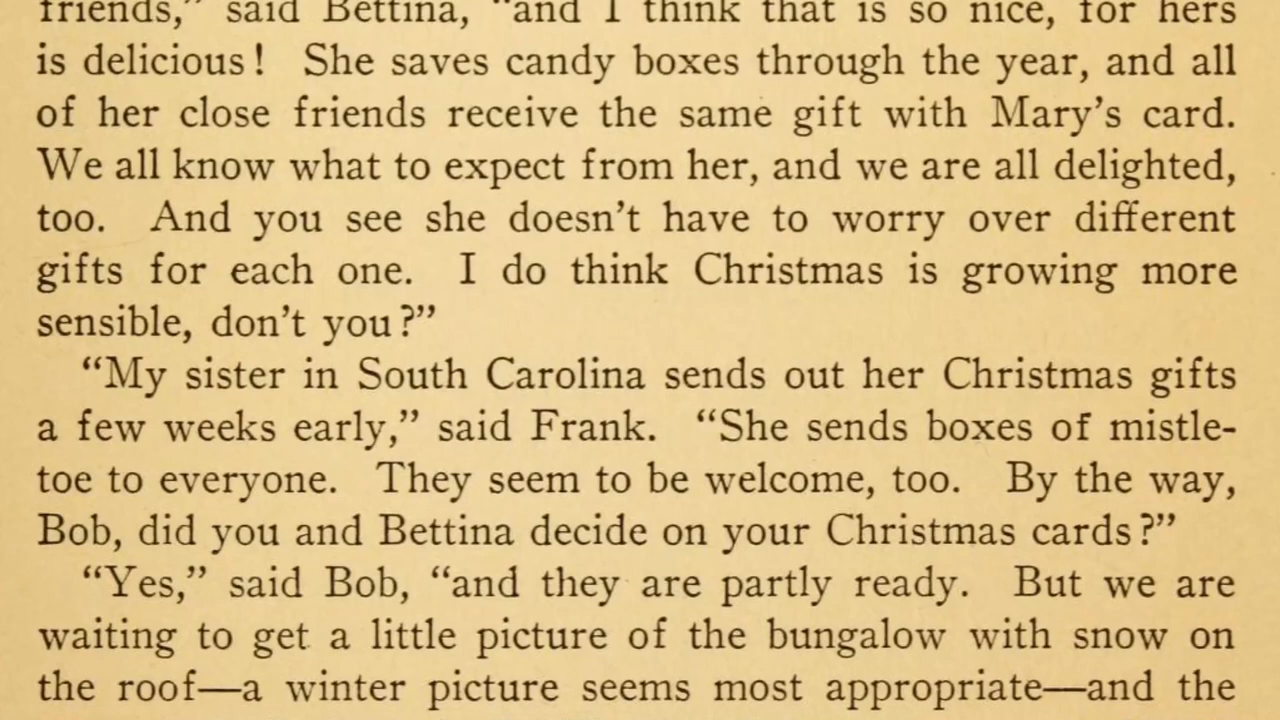 friends,” said Bettina, “and I think that is so nice, for hers
is delicious! She saves candy boxes through the year, and all
of her close friends receive the same gift with Mary’s card.
We all know what to expect from her, and we are all delighted,
too. And you see she doesn’t have to worry over different
gifts for each one. I do think Christmas is growing more
sensible, don’t you?”
“My sister in South Carolina sends out her Christmas gifts
a few weeks early,” said Frank. “She sends boxes of mistle-
toe to everyone. They seem to be welcome, too. By the way,
Bob, did you and Bettina decide on your Christmas cards?”
“Yes,” said Bob, “and they are partly ready. But we are
waiting to get a little picture of the bungalow with snow on
the roof—a winter picture seems most appropriate—and the